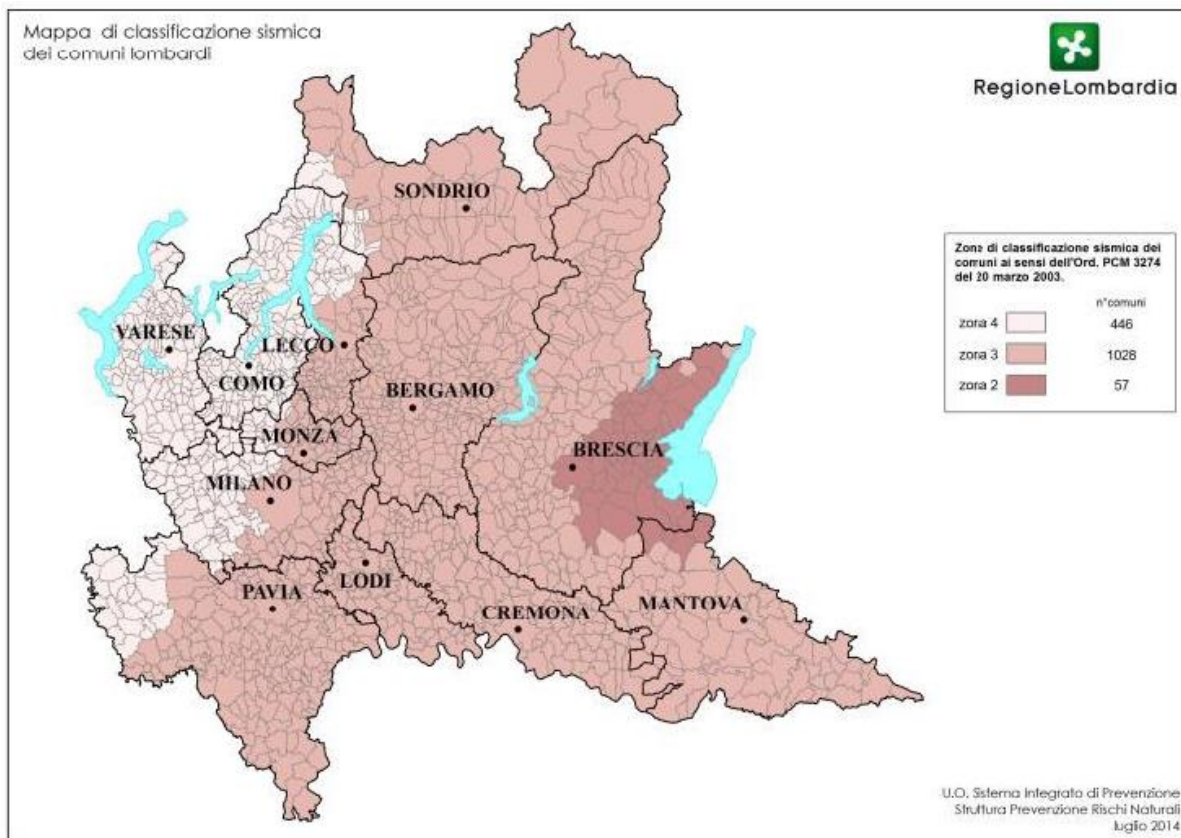 Mappa di classificazione sismica
dei comuni lombardi
RegioneLombardia
SONDRIO
Zone di classificazione sismica dei
comuni ai sensi dell'Ord. PCM 3274
del 20 marzo 2003.
n°comuni
zona 4 446
zona 3 1028
zona 2 57
VARESE
LECCO
COMO
BERGAMO
MONZA
BRESCIA
MILANO
LODI
PAVIA
CREMONA
MANTOVA
U.O. Sistema Integrato di Prevenzione
Struttura Prevenzione Rischi Naturali
luglio 2014